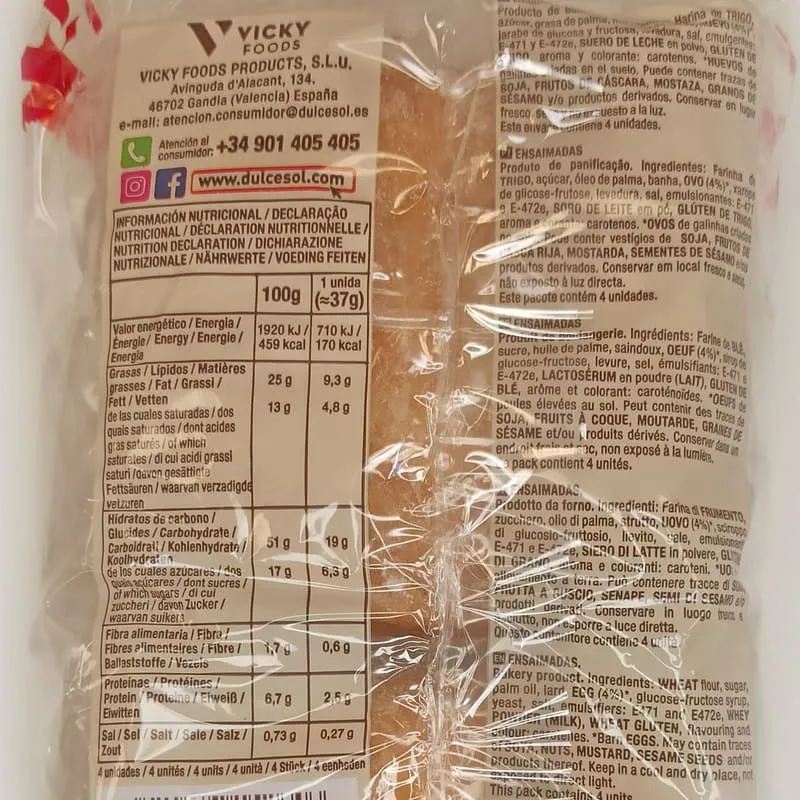 VICKY
FOODS
VICKY FOODS PRODUCTS, S.L.U.
Avinguda d'Alacant, 134.
46702 Gandia (Valencia) España
e-mail: atencion.consumidor@dulcesol.es
Atención al
consumidor: +34 901 405 405
www.dulcesol.com
INFORMACIÓN NUTRICIONAL / DECLARAÇÃO
NUTRICIONAL / DÉCLARATION NUTRITIONNELLE /
NUTRITION DECLARATION / DICHIARAZIONE
NUTRIZIONALE / NÄHRWERTE / VOEDING FEITEN
100g
1 unida
(≈37g)
Valor energético / Energia /
Énergie / Energy / Energie /
Energia
1920 kJ / 710 kJ /
459 kcal 170 kcal
Grasas / Lípidos / Matières
grasses / Fat / Grassi /
Fett / Vetten
25 g 9,3 g
de las cuales saturadas / dos
quais saturados / dont acides
gras saturés / of which
saturates / di cui acidi grassi
saturi / davon gesättigte
Fettsäuren / waarvan verzadigde
vetzuren
13 g 4,8 g
Hidratos de carbono /
Glucides / Carbohydrate /
Carboidrati / Kohlenhydrate /
Koolhydraten
51 g 19 g
de los cuales azúcares / dos
quais açúcares / dont sucres /
of which sugars / di cui
zuccheri / davon Zucker /
waarvan suikers
17 g 6,3 g
Fibra alimentaria / Fibra /
Fibres alimentaires / Fibre /
Ballaststoffe / Vezels
1,7 g 0,6 g
Proteínas / Protéines /
Protein / Proteine / Eiweiß /
Eiwitten
6,7 g 2,5 g
Sal / Sel / Salt / Sale / Salz /
Zout
0,73 g 0,27 g
4 unidades / 4 unités / 4 units / 4 unità / 4 Stück / 4 eenheden
Producto de
azúcar, grasa de palma, Harina de TRIGO,
jarabe de glucosa y fructosa, levadura, sal, emulgentes:
E-471 y E-472e, SUERO DE LECHE en polvo, GLUTEN DE
aroma y colorante: carotenos. *HUEVOS de
gallinas criadas en el suelo. Puede contener trazas de
SOJA, FRUTOS DE CÁSCARA, MOSTAZA, GRANOS DE
SÉSAMO y/o productos derivados. Conservar en lugar
fresco, expuesto a la luz.
Este envase contiene 4 unidades.
ENSAIMADAS
Produto de panificação. Ingredientes: Farinha de
TRIGO, açúcar, óleo de palma, banha, OVO (4%)*, xarope
de glicose-frutose, levedura, sal, emulsionantes: E-471
e E-472e, SORO DE LEITE em pó, GLÚTEN DE TRIGO,
aroma e carotenos. *OVOS de galinhas criadas
Pode conter vestígios de SOJA, FRUTOS DE
CASCA RIJA, MOSTARDA, SEMENTES DE SÉSAMO e/ou
produtos derivados. Conservar em local fresco e seco,
não exposto à luz directa.
Este pacote contém 4 unidades.
ENSAIMADAS
Produit de boulangerie. Ingrédients: Farine de BLÉ,
sucre, huile de palme, saindoux, OEUF (4%)*, sirop de
glucose-fructose, levure, sel, émulsifiants: E-471 e
E-472e, LACTOSÉRUM en poudre (LAIT), GLUTEN DE
BLÉ, arôme et colorant: caroténoïdes. *OEUFS de
poules élevées au sol. Peut contenir des traces de
SOJA, FRUITS À COQUE, MOUTARDE, GRAINES DE
SÉSAME et/ou produits dérivés. Conserver dans un
endroit frais et sec, non exposé à la lumière.
Le pack contient 4 unités.
ENSAIMADAS
Prodotto da forno. Ingredienti: Farina di FRUMENTO,
zucchero, olio di palma, strutto, UOVO (4%)*, sciroppo
di glucosio-fruttosio, lievito, sale, emulsionanti
E-471 e E-472e, SIERO DI LATTE in polvere,
DI GRANO, aroma e coloranti: caroteni.
allevamento a terra. Può contenere tracce di
FRUTTA A GUSCIO, SENAPE, SEMI DI SESAMO e/o
prodotti derivati. Conservare in luogo fresco e
asciutto, non esporre a luce diretta.
Questo contenitore contiene 4 unità.
EN ENSAIMADAS.
Bakery product. Ingredients: WHEAT flour, sugar,
palm oil, lard, EGG (4%)*, glucose-fructose syrup,
yeast, salt, emulsifiers: E471 and E472e, WHEY
POWDER (MILK), WHEAT GLUTEN, flavouring and
colour: carotenes. *Barn EGGS. May contain traces
of SOYA, NUTS, MUSTARD, SESAME SEEDS and/or
products thereof. Keep in a cool and dry place, not
exposed to direct light.
This pack contains 4 units.